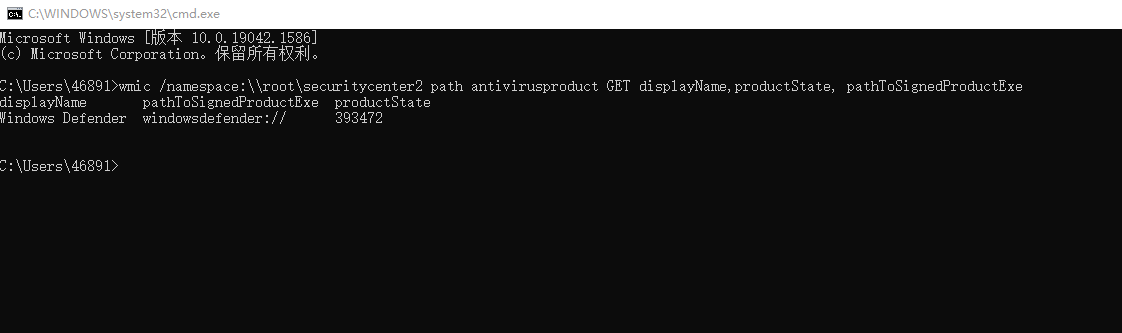 C:\WINDOWS\system32\cmd.exe
Microsoft Windows [版本 10.0.19042.1586]
(c) Microsoft Corporation。保留所有权利。
C:\Users\46891>wmic /namespace:\\root\securitycenter2 path antivirusproduct GET displayName,productState, pathToSignedProductExe
displayName       pathToSignedProductExe  productState
Windows Defender  windowsdefender://      393472
C:\Users\46891>